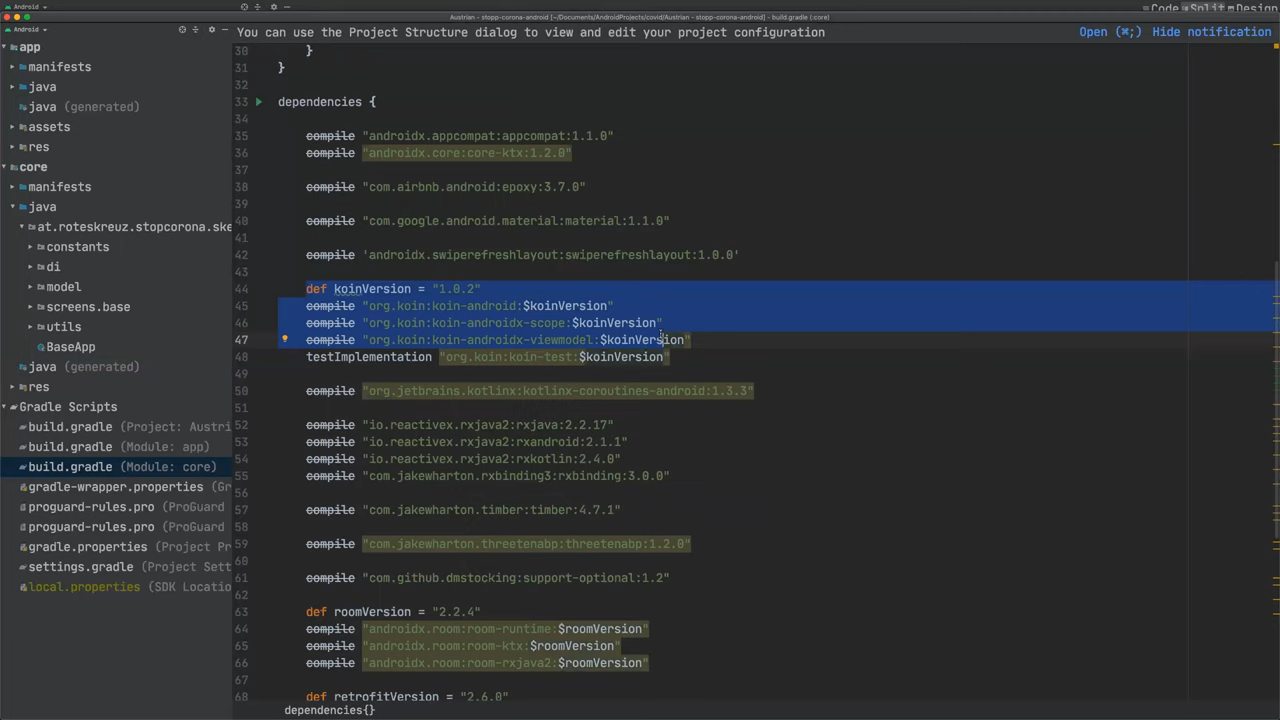 Android
Code Split Design
Austrian - stopp-corona-android [~/Documents/AndroidProjects/covid/Austrian - stopp-corona-android] - build.gradle (:core)
Android
You can use the Project Structure dialog to view and edit your project configuration
Open (⌘;) Hide notification
app
manifests
java
java (generated)
assets
res
core
manifests
java
at.roteskreuz.stopcorona.ske
constants
di
model
screens.base
utils
BaseApp
java (generated)
res
Gradle Scripts
build.gradle (Project: Austri
build.gradle (Module: app)
build.gradle (Module: core)
gradle-wrapper.properties (Gr
proguard-rules.pro (ProGuard
proguard-rules.pro (ProGuard
gradle.properties (Project Pr
settings.gradle (Project Sett
local.properties (SDK Locatio
30 }
31 }
32
33 dependencies {
34
35 compile "androidx.appcompat:appcompat:1.1.0"
36 compile "androidx.core:core-ktx:1.2.0"
37
38 compile "com.airbnb.android:epoxy:3.7.0"
39
40 compile "com.google.android.material:material:1.1.0"
41
42 compile 'androidx.swiperefreshlayout:swiperefreshlayout:1.0.0'
43
44 def koinVersion = "1.0.2"
45 compile "org.koin:koin-android:$koinVersion"
46 compile "org.koin:koin-androidx-scope:$koinVersion"
47 compile "org.koin:koin-androidx-viewmodel:$koinVersion"
48 testImplementation "org.koin:koin-test:$koinVersion"
49
50 compile "org.jetbrains.kotlinx:kotlinx-coroutines-android:1.3.3"
51
52 compile "io.reactivex.rxjava2:rxjava:2.2.17"
53 compile "io.reactivex.rxjava2:rxandroid:2.1.1"
54 compile "io.reactivex.rxjava2:rxkotlin:2.4.0"
55 compile "com.jakewharton.rxbinding3:rxbinding:3.0.0"
56
57 compile "com.jakewharton.timber:timber:4.7.1"
58
59 compile "com.jakewharton.threetenabp:threetenabp:1.2.0"
60
61 compile "com.github.dmstocking:support-optional:1.2"
62
63 def roomVersion = "2.2.4"
64 compile "androidx.room:room-runtime:$roomVersion"
65 compile "androidx.room:room-ktx:$roomVersion"
66 compile "androidx.room:room-rxjava2:$roomVersion"
67
68 def retrofitVersion = "2.6.0"
dependencies{}